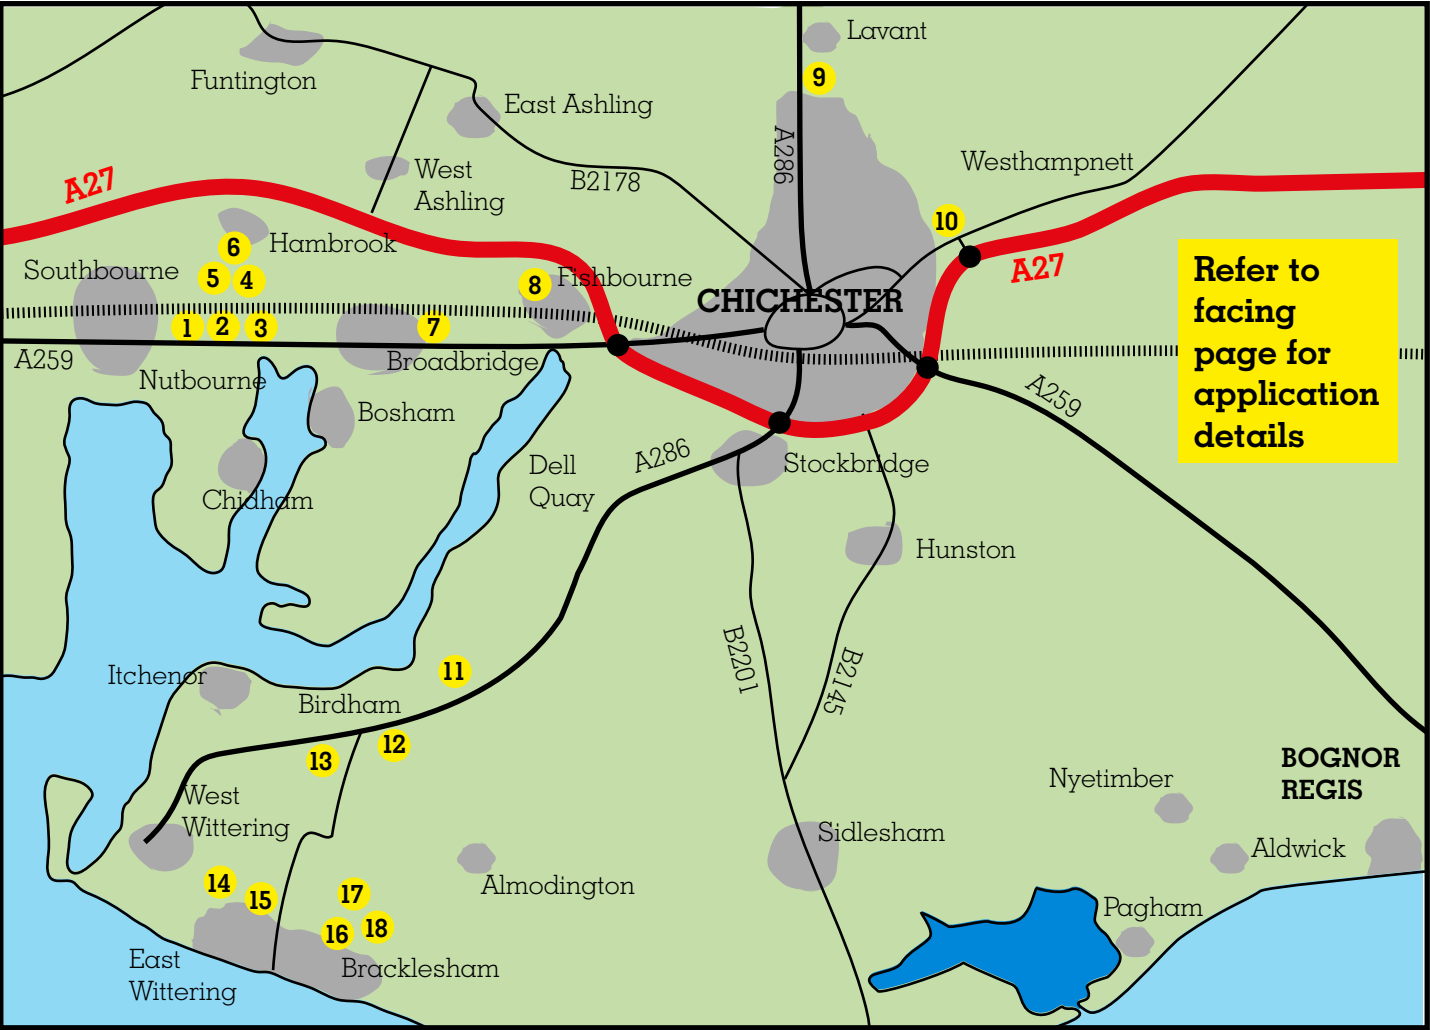 Lavant
Funtington
9
East Ashling
A286
Westhampnett
West
Ashling
B2178
A27
10
Hambrook
6
Southbourne
5
4
8
Fishbourne
A27
CHICHESTER
Refer to
facing
page for
application
details
1
2
3
7
A259
Broadbridge
Nutbourne
A259
Bosham
A286
Dell
Quay
Stockbridge
Chidham
Hunston
B2201
B2145
Itchenor
11
Birdham
12
13
BOGNOR
REGIS
Nyetimber
West
Wittering
Sidlesham
Aldwick
14
15
17
Almodington
16
18
Pagham
East
Wittering
Bracklesham